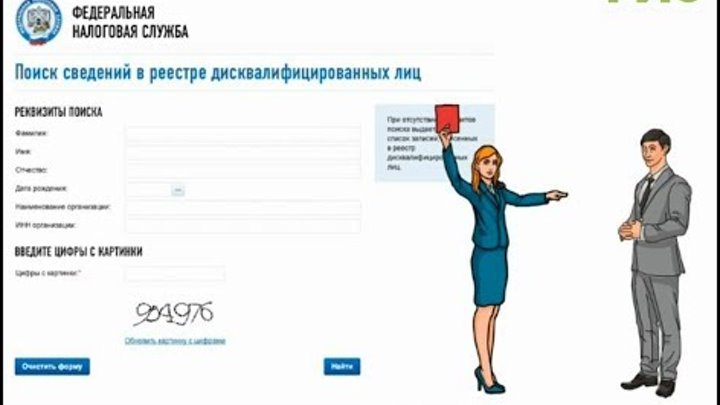 ФЕДЕРАЛЬНАЯ
НАЛОГОВАЯ СЛУЖБА
Поиск сведений в реестре дисквалифицированных лиц
РЕКВИЗИТЫ ПОИСКА
Фамилия:
Имя:
Отчество:
Дата рождения:
...
Наименование организации:
ИНН организации:
При отсутствии
поиска выдает
список записей
в реестр
дисквалифицированных
лиц.
ВВЕДИТЕ ЦИФРЫ С КАРТИНКИ
Цифры с картинки:*
Обновить картинку с цифрами
Очистить форму
Найти